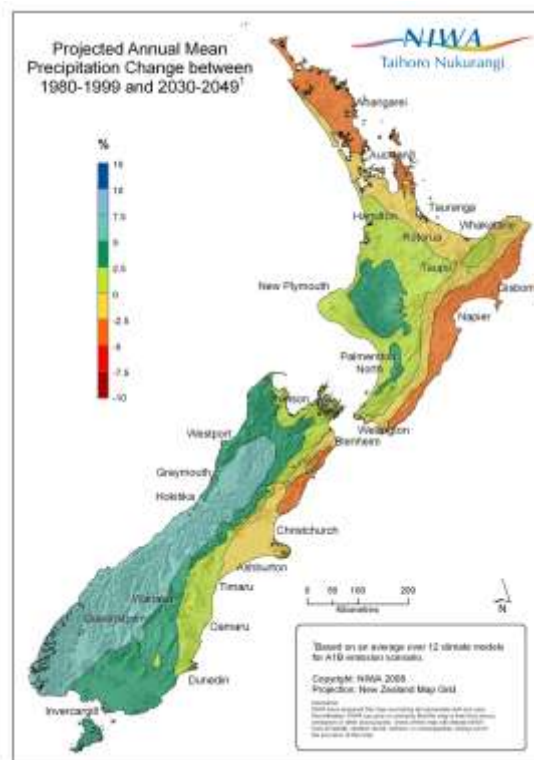 Projected Annual Mean
Precipitation Change between
1980-1999 and 2030-2049†
NIWA
Taihoro Nukurangi
%
15
10
7.5
5
2.5
0
-2.5
-5
-7.5
-10
Whangarei
Auckland
Tauranga
Hamilton
Whakatane
Rotorua
Taupo
New Plymouth
Gisborne
Napier
Palmerston
North
Nelson
Wellington
Westport
Blenheim
Greymouth
Hokitika
Christchurch
Ashburton
Timaru
Wanaka
Queenstown
Oamaru
Dunedin
Invercargill
0
50
100
200
Kilometres
N
†Based on an average over 12 climate models
for A1B emission scenario.
Copyright: NIWA 2008
Projection: New Zealand Map Grid